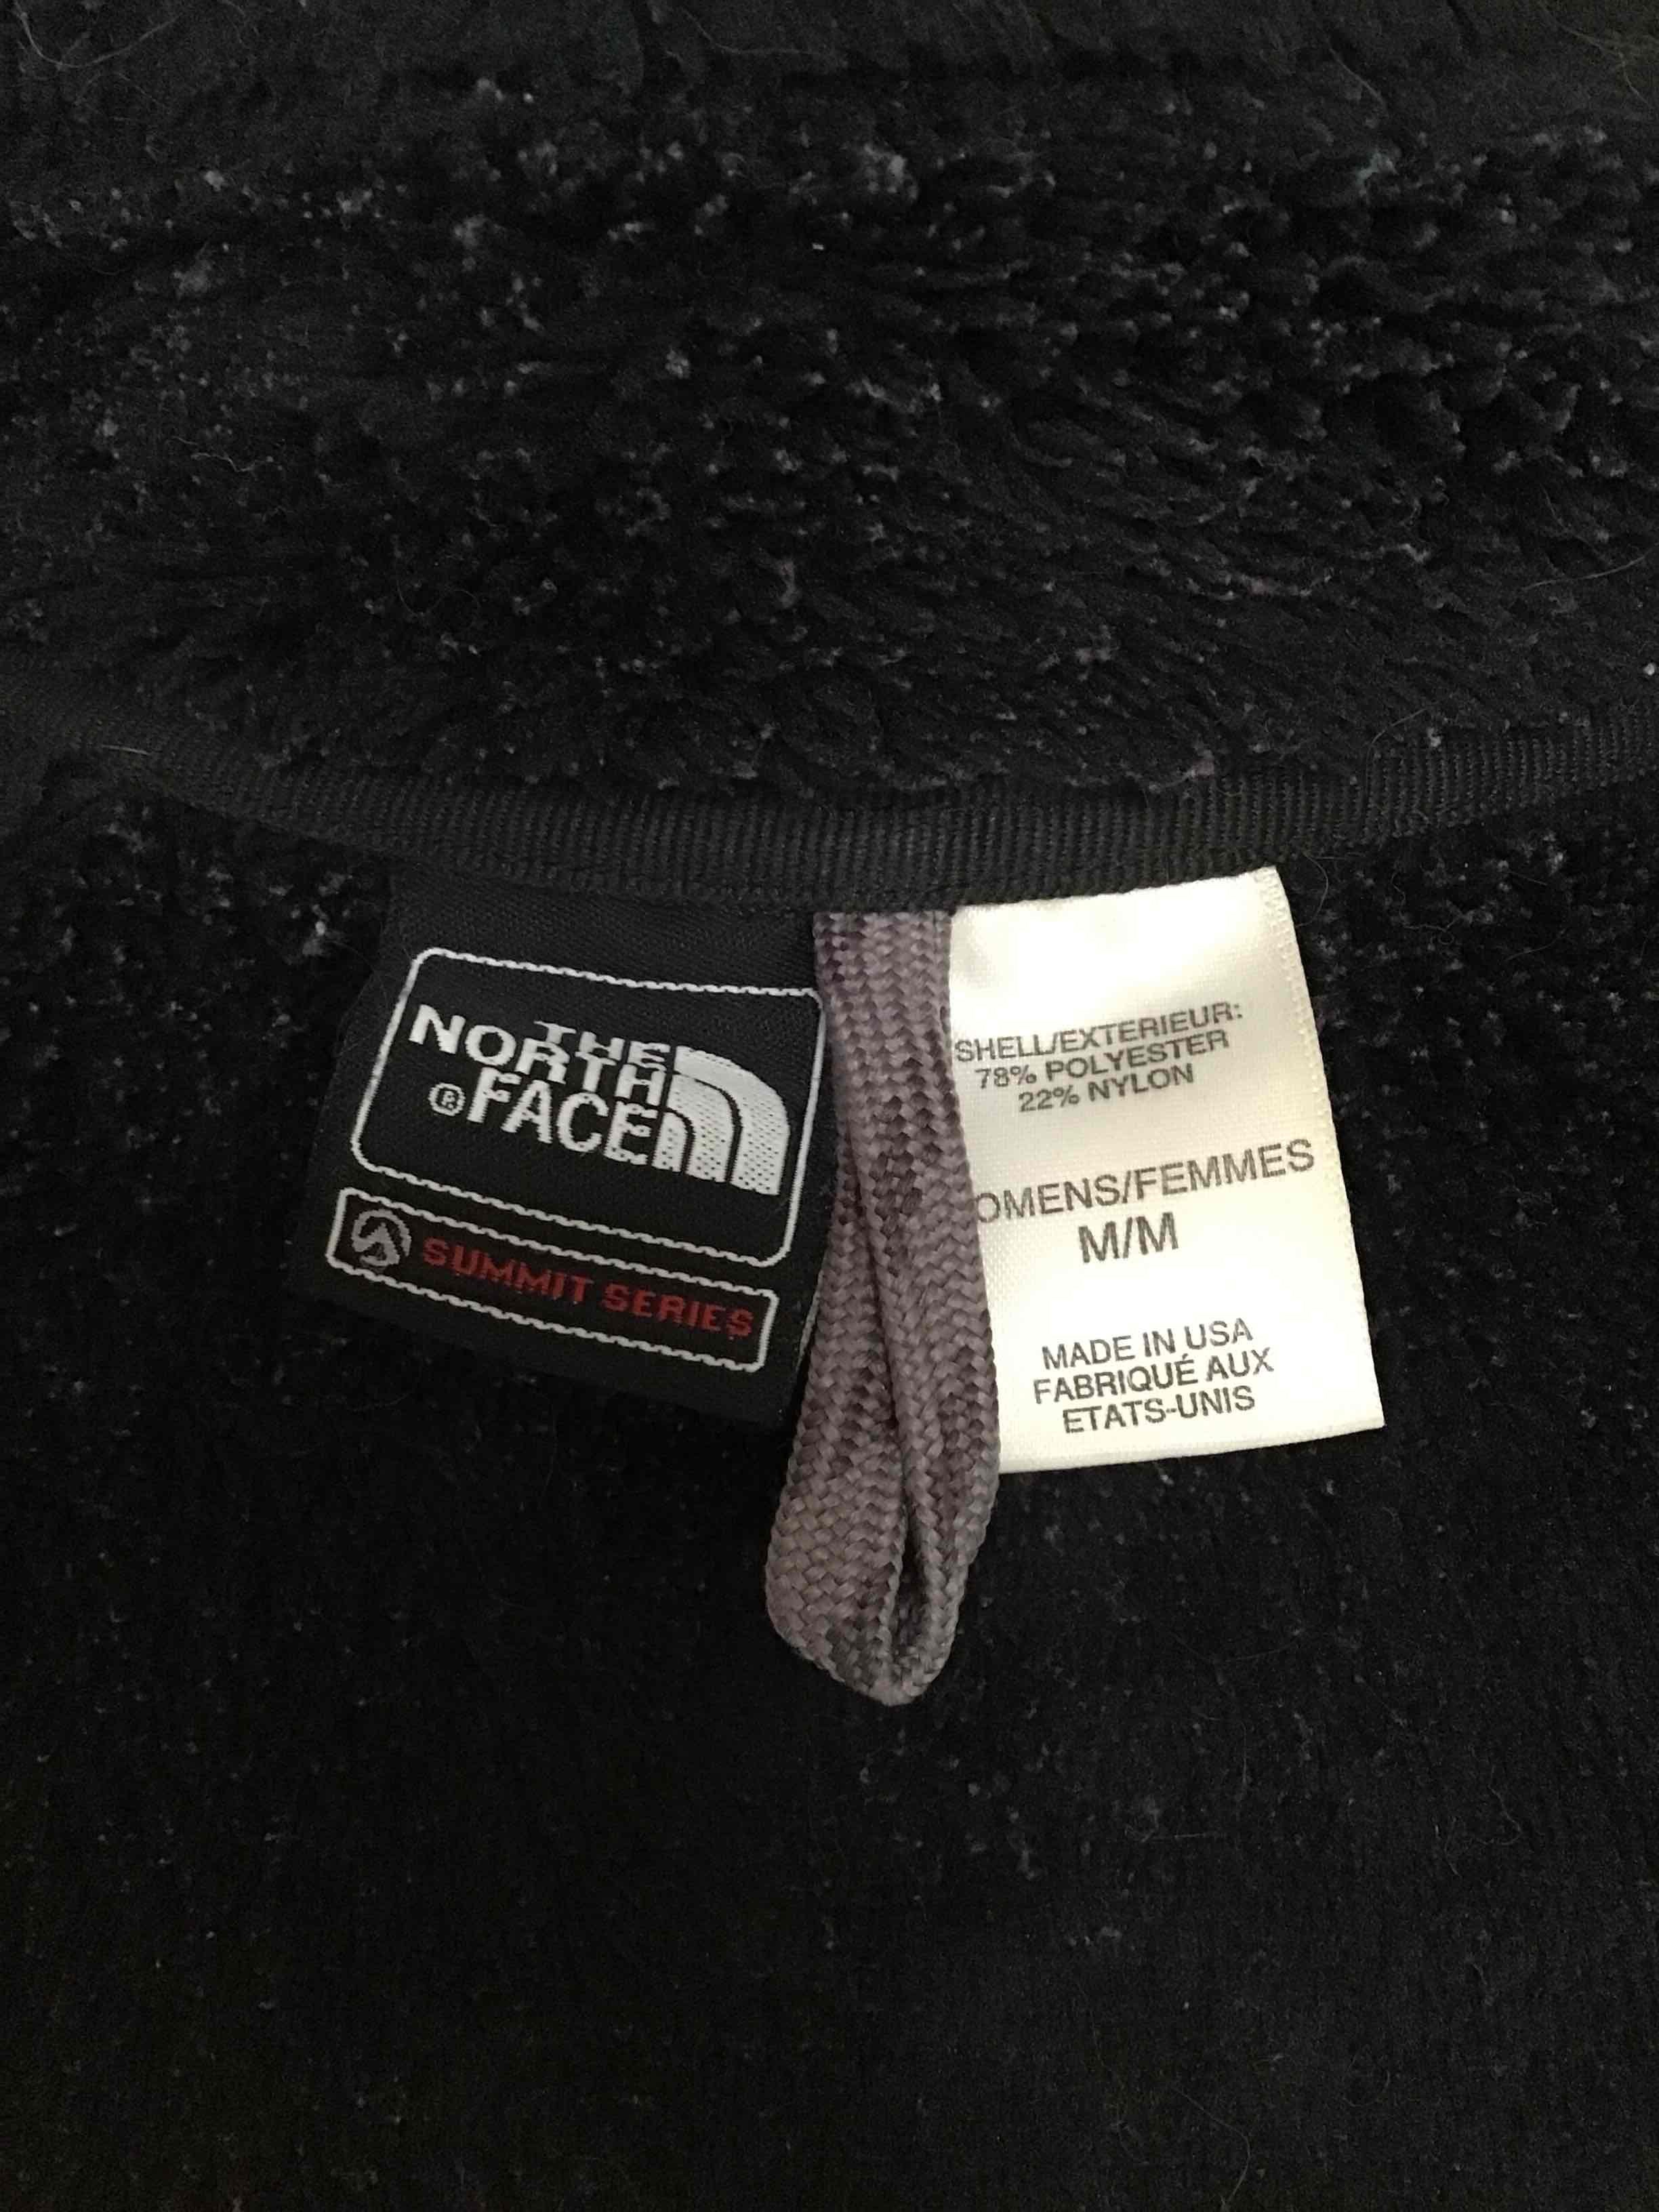 THE
NORTH
® FACE
SUMMIT SERIES
SHELL/EXTERIEUR:
78% POLYESTER
22% NYLON
OMENS/FEMMES
M/M
MADE IN USA
FABRIQUÉ AUX
ETATS-UNIS